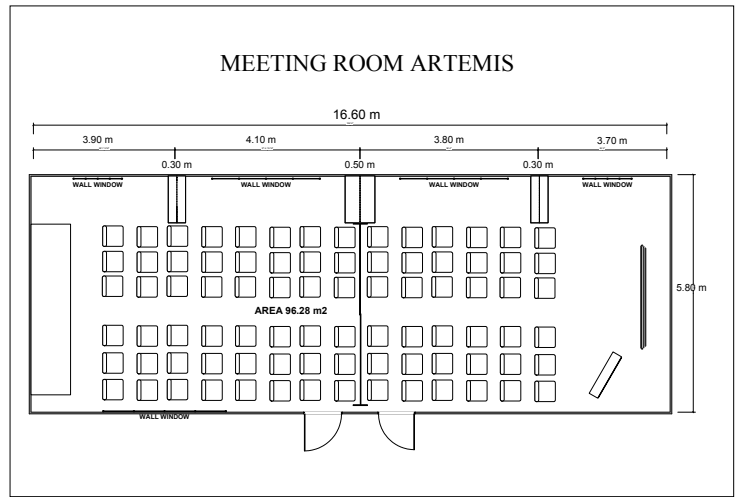 MEETING ROOM ARTEMIS
16.60 m
3.90 m 4.10 m 3.80 m 3.70 m
0.30 m 0.50 m 0.30 m
WALL WINDOW WALL WINDOW WALL WINDOW WALL WINDOW
5.80 m
AREA 96.28 m2
WALL WINDOW